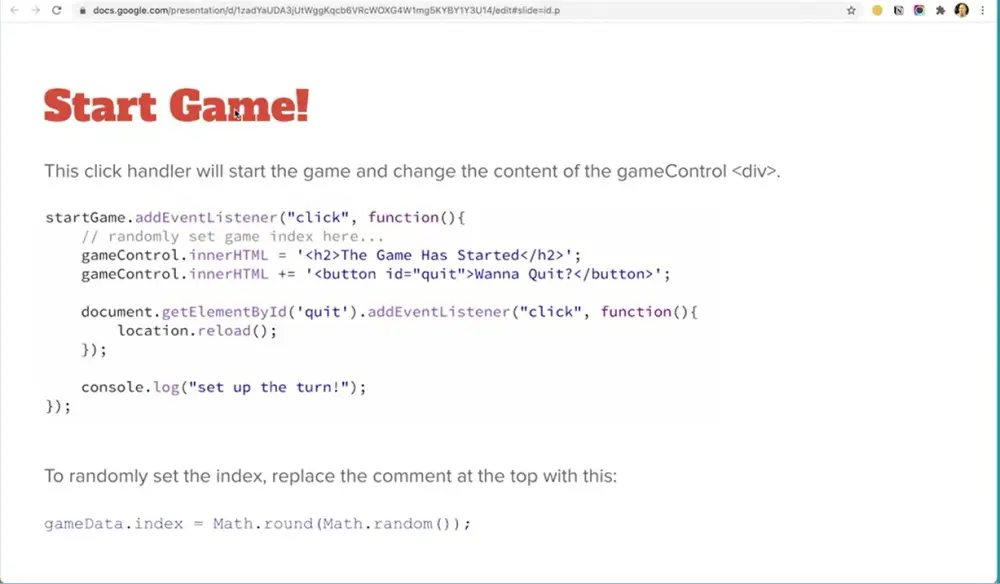 docs.google.com/presentation/d/1zadYaUDA3jUtWggKqcb6VRcWOXG4W1mg5KYBY1Y3U14/edit#slide=id.p
Start Game!
This click handler will start the game and change the content of the gameControl <div>.
startGame.addEventListener("click", function(){
    // randomly set game index here...
    gameControl.innerHTML = '<h2>The Game Has Started</h2>';
    gameControl.innerHTML += '<button id="quit">Wanna Quit?</button>';
    document.getElementById('quit').addEventListener("click", function(){
        location.reload();
    });
    console.log("set up the turn!");
});
To randomly set the index, replace the comment at the top with this:
gameData.index = Math.round(Math.random());